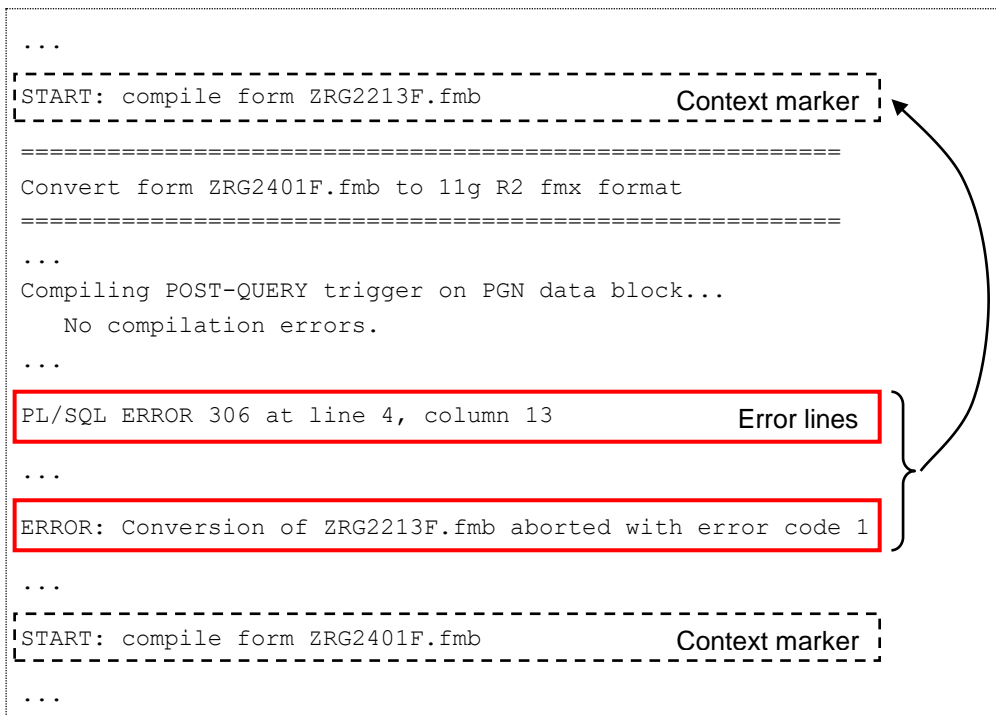 ...
START: compile form ZRG2213F.fmb Context marker
=========================================================
Convert form ZRG2401F.fmb to 11g R2 fmx format
=========================================================
...
Compiling POST-QUERY trigger on PGN data block...
No compilation errors.
...
PL/SQL ERROR 306 at line 4, column 13 Error lines
...
ERROR: Conversion of ZRG2213F.fmb aborted with error code 1
...
START: compile form ZRG2401F.fmb Context marker
...